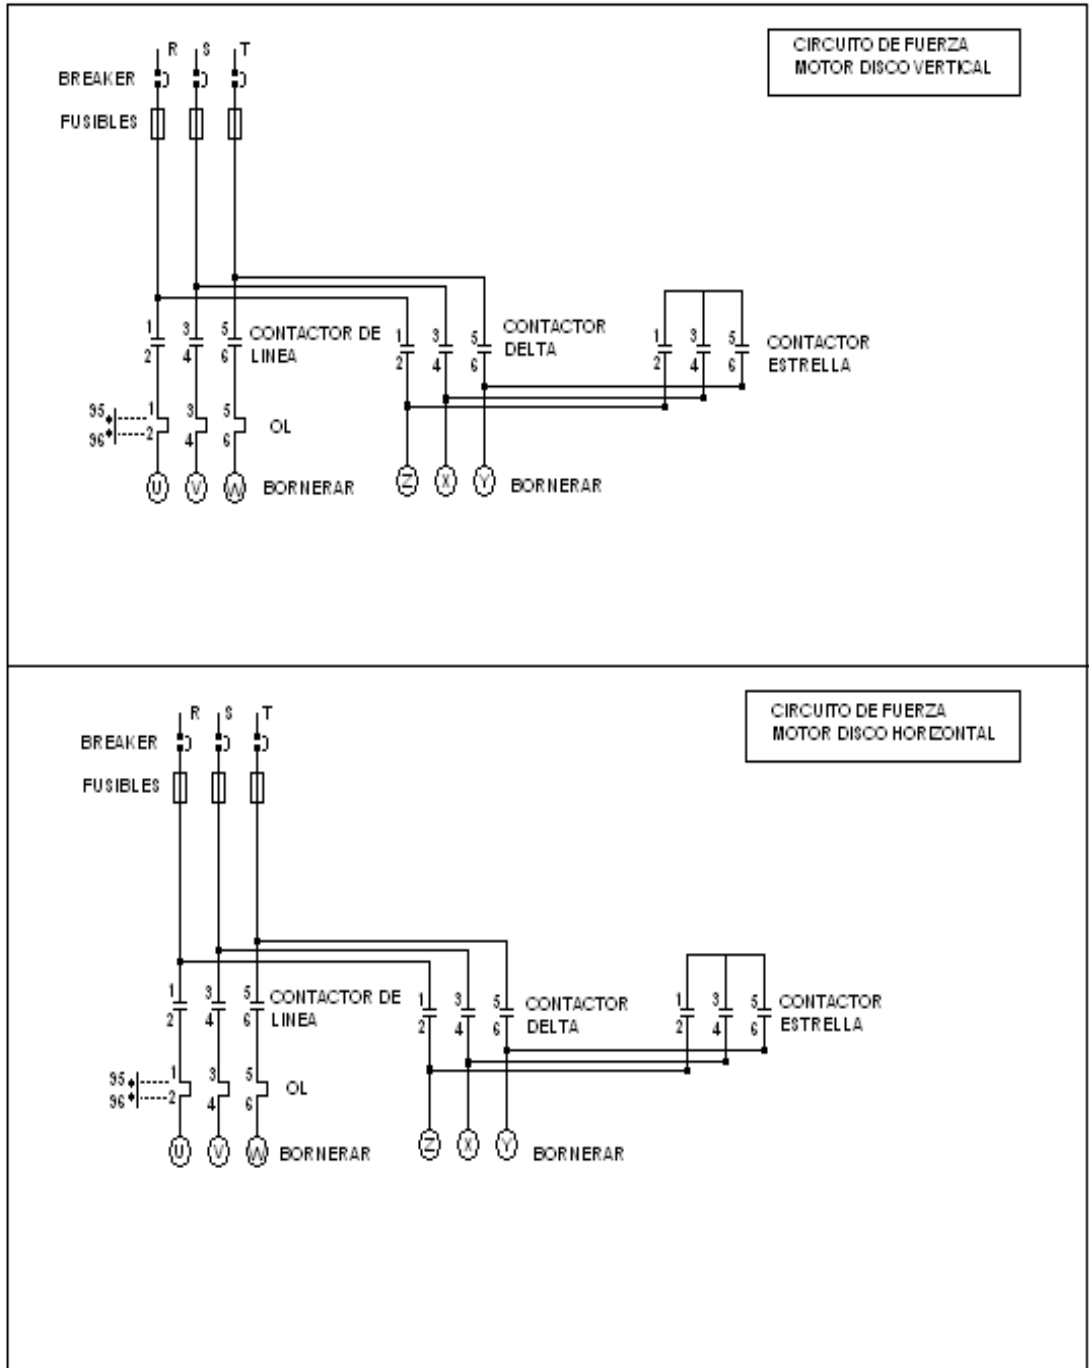 R S T
CIRCUITO DE FUERZA
MOTOR DISCO VERTICAL
BREAKER
FUSIBLES
1 3 5 CONTACTOR DE
2 4 6 LINEA
1 3 5 CONTACTOR
2 4 6 DELTA
1 3 5 CONTACTOR
2 4 6 ESTRELLA
95 1 3 5
96 2 4 6 OL
U V W BORNERAR
Z X Y BORNERAR
R S T
CIRCUITO DE FUERZA
MOTOR DISCO HORIZONTAL
BREAKER
FUSIBLES
1 3 5 CONTACTOR DE
2 4 6 LINEA
1 3 5 CONTACTOR
2 4 6 DELTA
1 3 5 CONTACTOR
2 4 6 ESTRELLA
95 1 3 5
96 2 4 6 OL
U V W BORNERAR
Z X Y BORNERAR